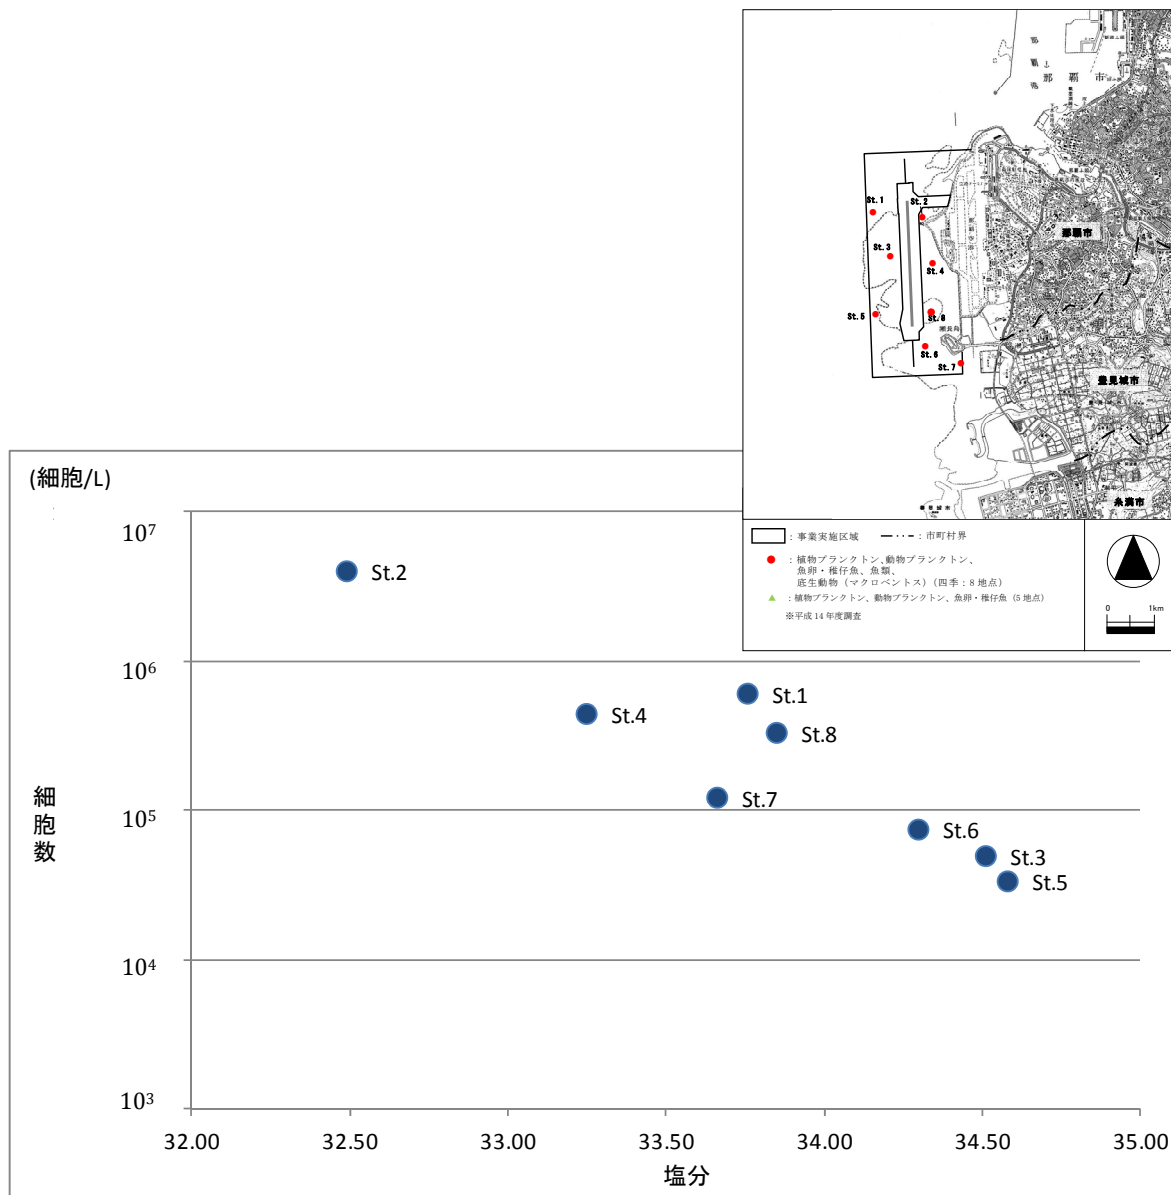 那覇市
St. 1
St. 2
St. 3
那覇市
St. 4
St. 5
St. 8
瀬長島
St. 6
St. 7
豊見城市
糸満市
：事業実施区域
：市町村界
：植物プランクトン、動物プランクトン、
魚卵・稚仔魚、魚類、
底生動物（マクロベントス）(四季：8地点)
：植物プランクトン、動物プランクトン、魚卵・稚仔魚（5地点）
※平成14年度調査
0 1km
(細胞/L)
10⁷
St.2
10⁶
St.1
St.4
St.8
St.7
10⁵
St.6
St.3
St.5
細胞数
10⁴
10³
32.00 32.50 33.00 33.50 34.00 34.50 35.00
塩分